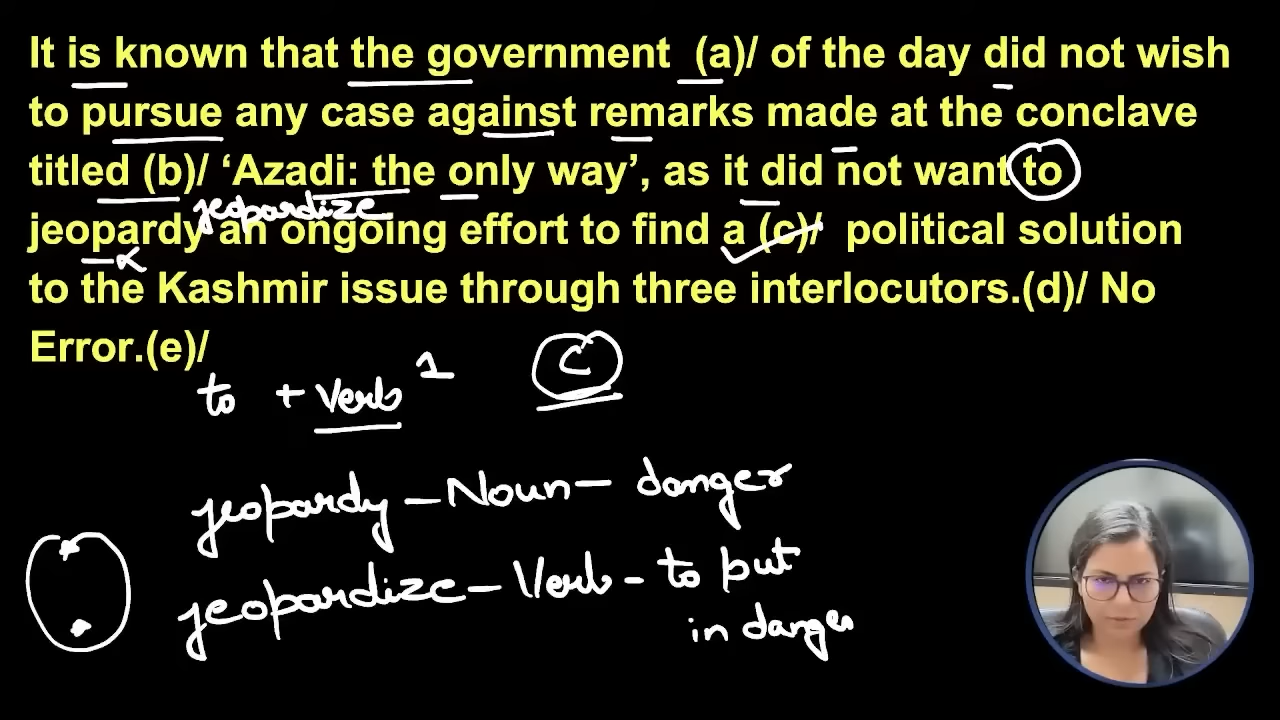 It is known that the government (a)/ of the day did not wish
to pursue any case against remarks made at the conclave
titled (b)/ ‘Azadi: the only way’, as it did not want to
jeopardize
jeopardy an ongoing effort to find a (c)/ political solution
to the Kashmir issue through three interlocutors.(d)/ No
Error.(e)/
to + Verb 1 C
jeopardy – Noun – danger
jeopardize – Verb – to put
in danger